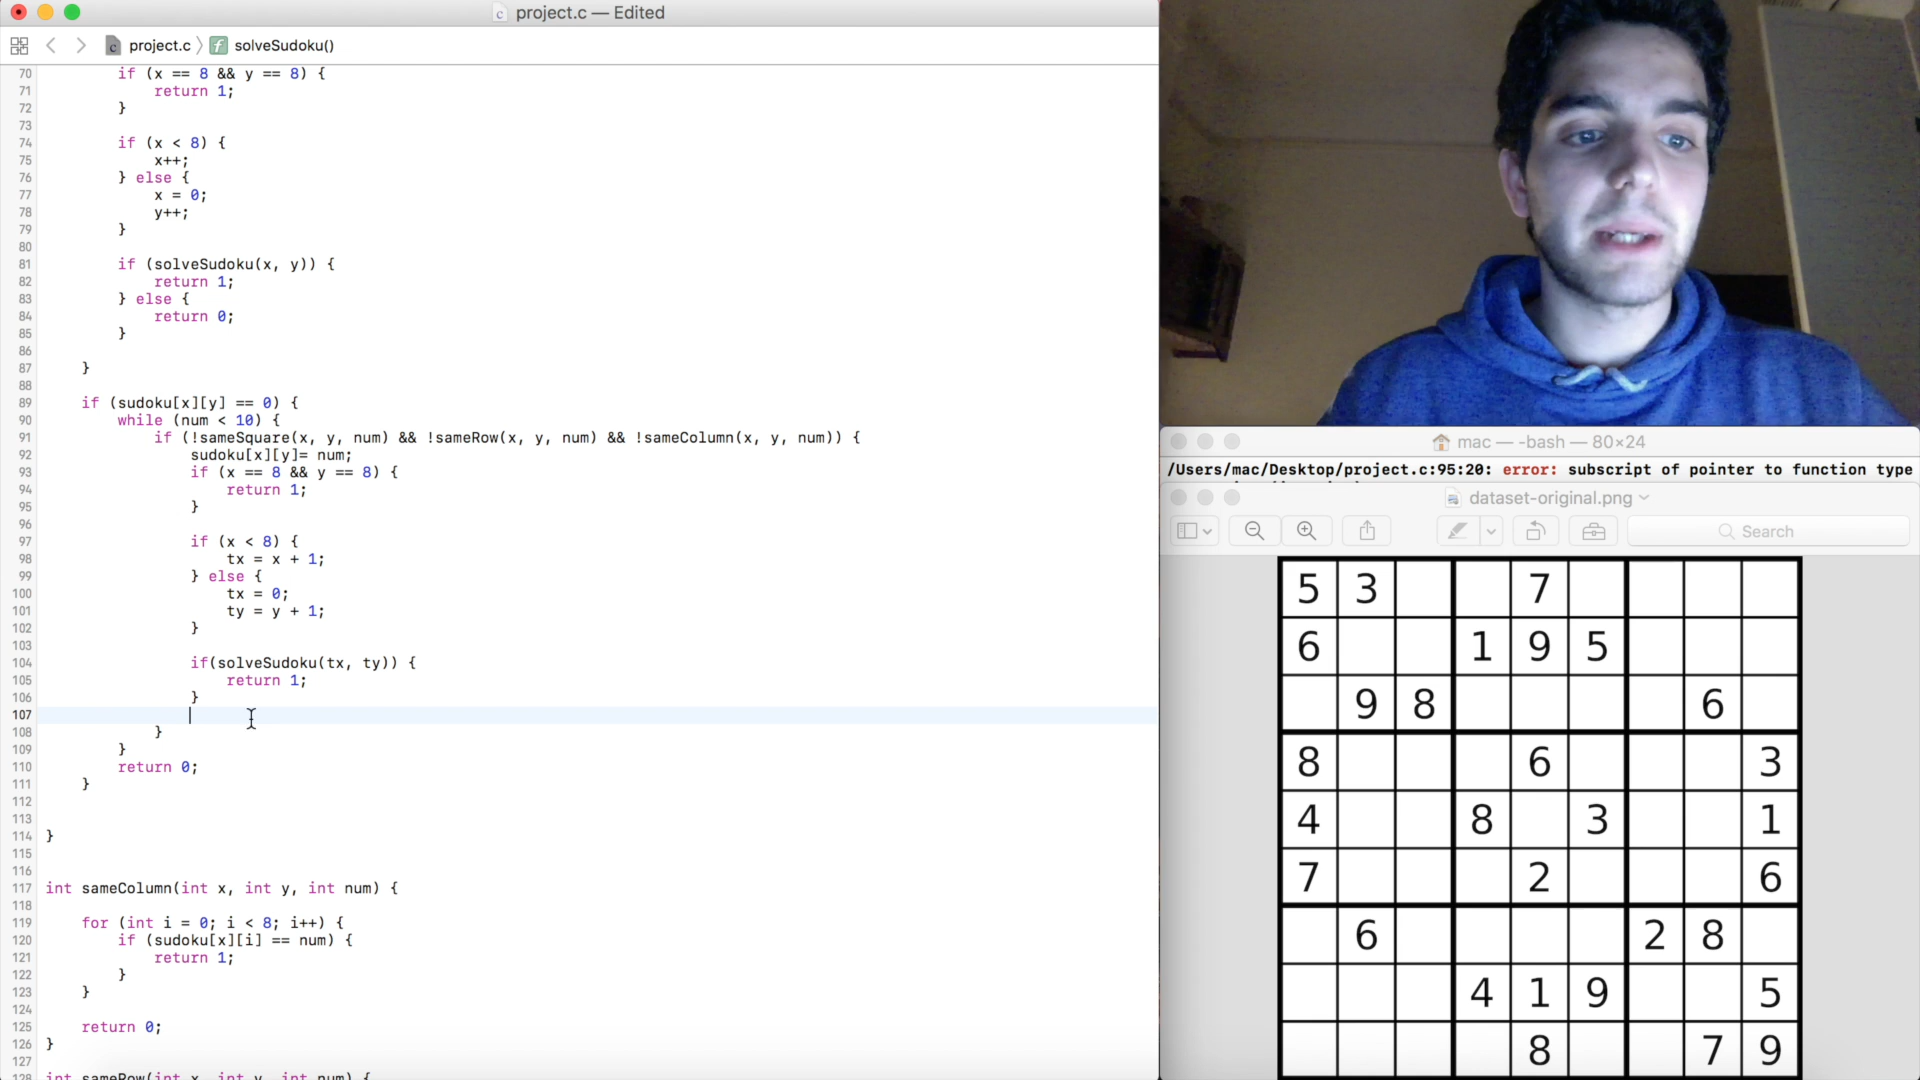 project.c — Edited
project.c
solveSudoku()
70 if (x == 8 && y == 8) {
71 return 1;
72 }
73
74 if (x < 8) {
75 x++;
76 } else {
77 x = 0;
78 y++;
79 }
80
81 if (solveSudoku(x, y)) {
82 return 1;
83 } else {
84 return 0;
85 }
86
87 }
88
89 if (sudoku[x][y] == 0) {
90 while (num < 10) {
91 if (!sameSquare(x, y, num) && !sameRow(x, y, num) && !sameColumn(x, y, num)) {
92 sudoku[x][y]= num;
93 if (x == 8 && y == 8) {
94 return 1;
95 }
96
97 if (x < 8) {
98 tx = x + 1;
99 } else {
100 tx = 0;
101 ty = y + 1;
102 }
103
104 if(solveSudoku(tx, ty)) {
105 return 1;
106 }
107
108 }
109 }
110 return 0;
111 }
112
113
114 }
115
116
117 int sameColumn(int x, int y, int num) {
118
119 for (int i = 0; i < 8; i++) {
120 if (sudoku[x][i] == num) {
121 return 1;
122 }
123 }
124
125 return 0;
126 }
127
128 int sameRow(int x, int y, int num) {
mac — -bash — 80×24
/Users/mac/Desktop/project.c:95:20: error: subscript of pointer to function type
dataset-original.png
Search
5 3 7
6 1 9 5
9 8 6
8 6 3
4 8 3 1
7 2 6
6 2 8
4 1 9 5
8 7 9